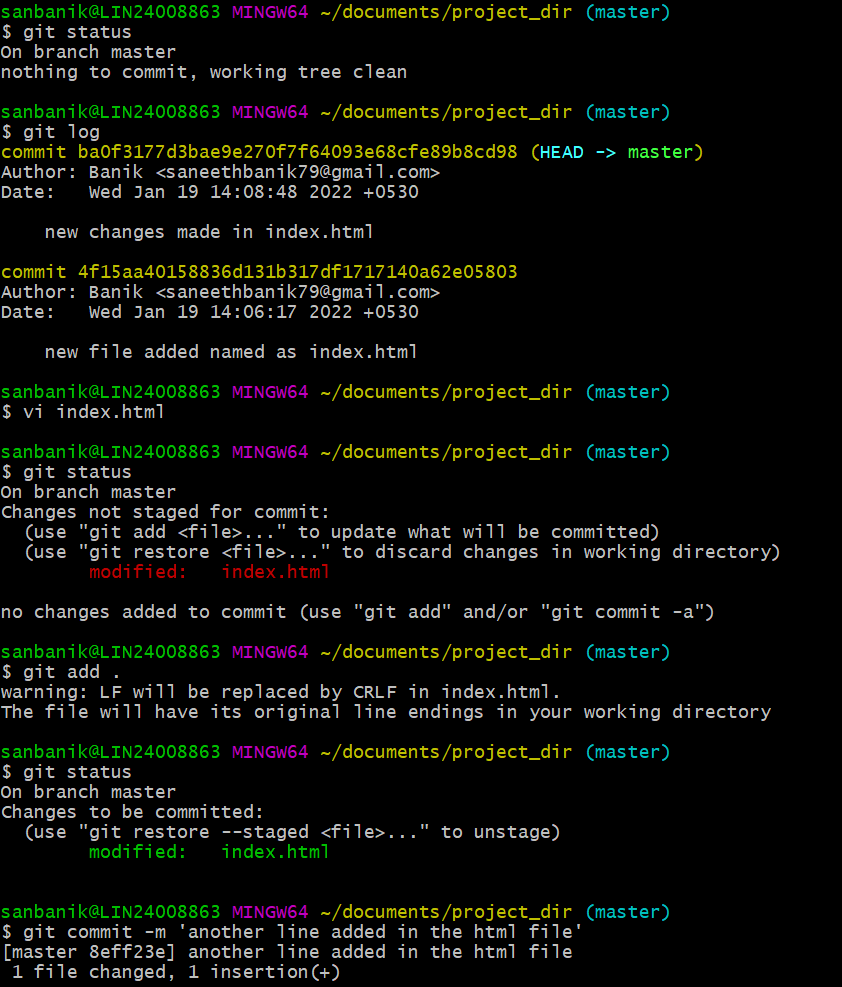 sanbanik@LIN24008863 MINGW64 ~/documents/project_dir (master)
$ git status
On branch master
nothing to commit, working tree clean

sanbanik@LIN24008863 MINGW64 ~/documents/project_dir (master)
$ git log
commit ba0f3177d3bae9e270f7f64093e68cfe89b8cd98 (HEAD -> master)
Author: Banik <saneethbanik79@gmail.com>
Date:   Wed Jan 19 14:08:48 2022 +0530

    new changes made in index.html

commit 4f15aa40158836d131b317df1717140a62e05803
Author: Banik <saneethbanik79@gmail.com>
Date:   Wed Jan 19 14:06:17 2022 +0530

    new file added named as index.html

sanbanik@LIN24008863 MINGW64 ~/documents/project_dir (master)
$ vi index.html

sanbanik@LIN24008863 MINGW64 ~/documents/project_dir (master)
$ git status
On branch master
Changes not staged for commit:
  (use "git add <file>..." to update what will be committed)
  (use "git restore <file>..." to discard changes in working directory)
        modified:   index.html

no changes added to commit (use "git add" and/or "git commit -a")

sanbanik@LIN24008863 MINGW64 ~/documents/project_dir (master)
$ git add .
warning: LF will be replaced by CRLF in index.html.
The file will have its original line endings in your working directory

sanbanik@LIN24008863 MINGW64 ~/documents/project_dir (master)
$ git status
On branch master
Changes to be committed:
  (use "git restore --staged <file>..." to unstage)
        modified:   index.html


sanbanik@LIN24008863 MINGW64 ~/documents/project_dir (master)
$ git commit -m 'another line added in the html file'
[master 8eff23e] another line added in the html file
 1 file changed, 1 insertion(+)